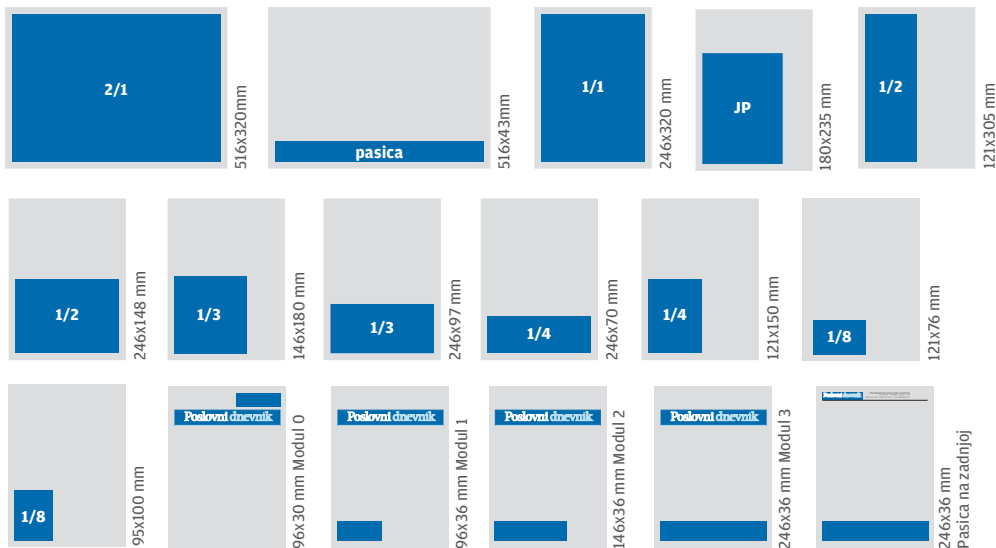 2/1
516x320mm
pasica
516x43mm
1/1
246x320 mm
JP
180x235 mm
1/2
121x305 mm
1/2
246x148 mm
1/3
146x180 mm
1/3
246x97 mm
1/4
246x70 mm
1/4
121x150 mm
1/8
121x76 mm
1/8
95x100 mm
Poslovni dnevnik
96x30 mm Modul 0
Poslovni dnevnik
96x36 mm Modul 1
Poslovni dnevnik
146x36 mm Modul 2
Poslovni dnevnik
246x36 mm Modul 3
Poslovni dnevnik
246x36 mm
Pasica na zadnjoj